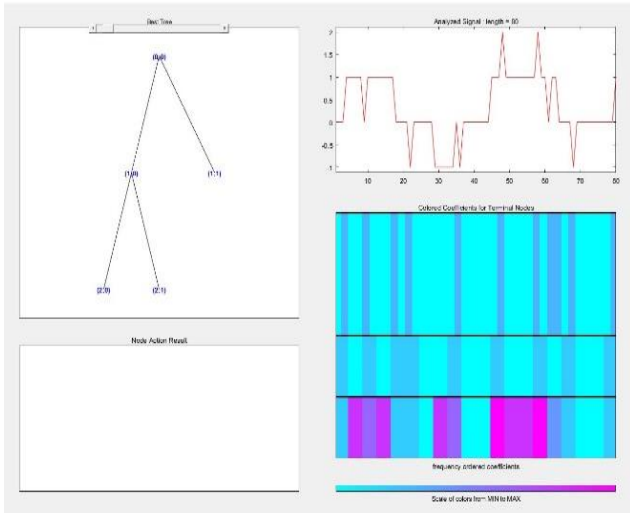 Best Tree
(0,0)
(1,0)
(1,1)
(2,0)
(2,1)
Node Action Result
Analyzed Signal : length = 80
2
1.5
1
0.5
0
-0.5
-1
10 20 30 40 50 60 70 80
Colored Coefficients for Terminal Nodes
frequency ordered coefficients
Scale of colors from MIN to MAX